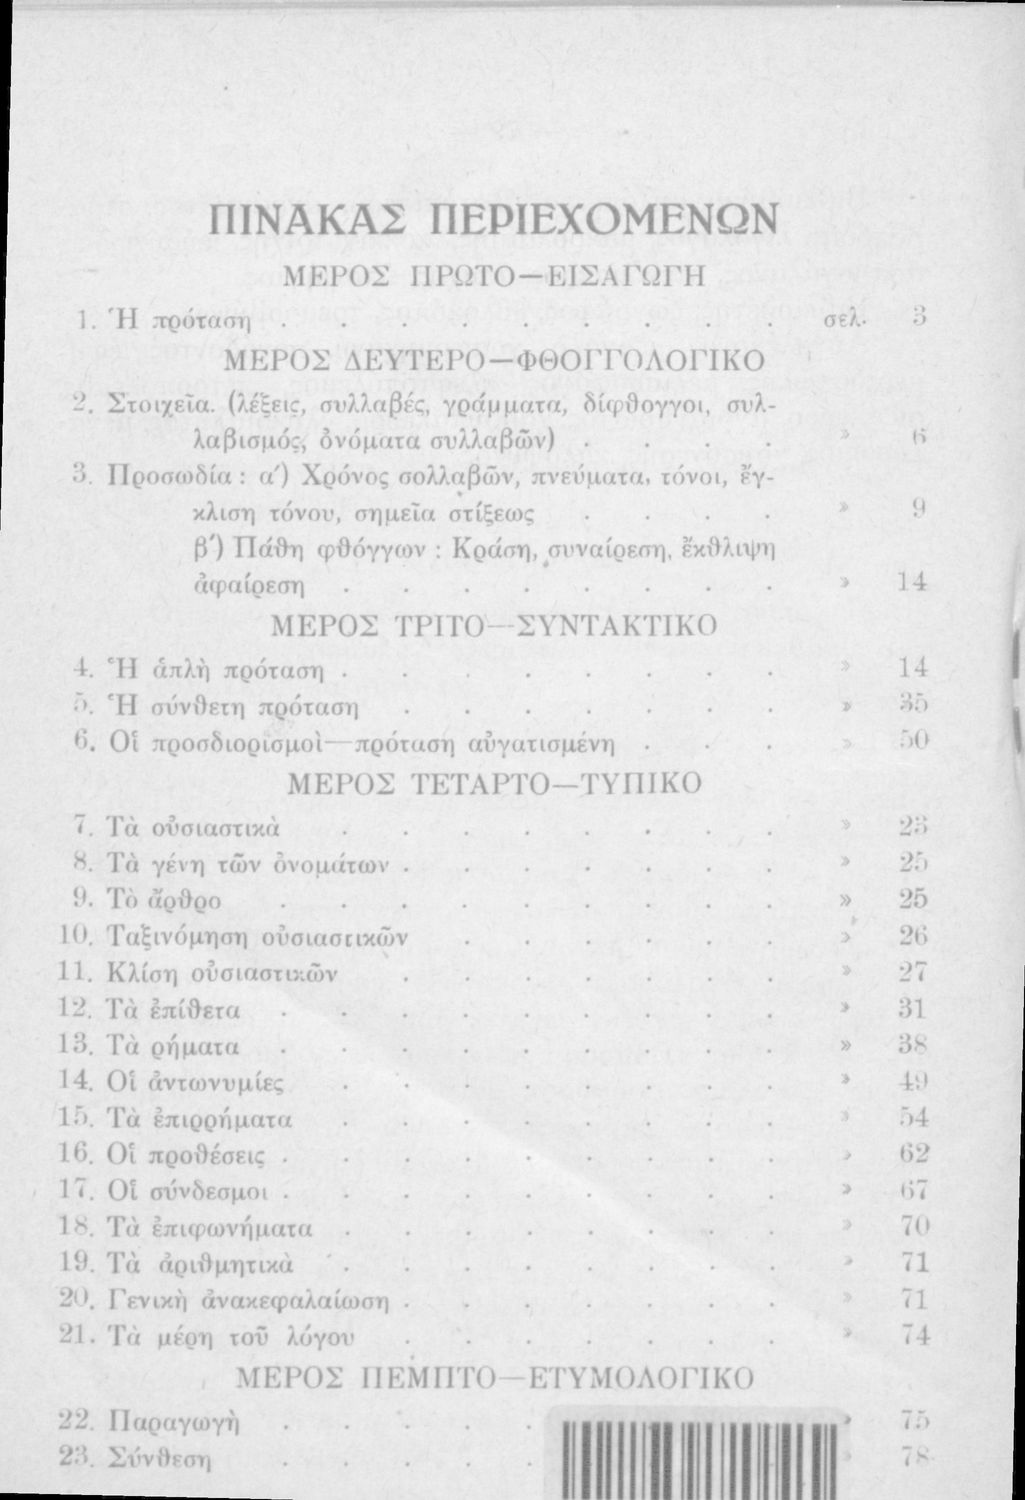 ΠΙΝΑΚΑΣ ΠΕΡΙΕΧΟΜΕΝΩΝ
ΜΕΡΟΣ ΠΡΩΤΟ—ΕΙΣΑΓΩΓΗ
1. Ἡ πρόταση . . . . . . . . . σελ. 3
ΜΕΡΟΣ ΔΕΥΤΕΡΟ—ΦΘΟΓΓΟΛΟΓΙΚΟ
2. Στοιχεῖα. (λέξεις, συλλαβές, γράμματα, δίφθογγοι, συλ-
λαβισμός, ὀνόματα συλλαβῶν) . . . . » 6
3. Προσωδία : α') Χρόνος σολλαβῶν, πνεύματα, τόνοι, ἔγ-
κλιση τόνου, σημεῖα στίξεως . . . . » 9
β') Πάθη φθόγγων : Κράση, συναίρεση, ἔκθλιψη
ἀφαίρεση . . . . . . . . » 14
ΜΕΡΟΣ ΤΡΙΤΟ—ΣΥΝΤΑΚΤΙΚΟ
4. Ἡ ἁπλὴ πρόταση . . . . . . . . » 14
5. Ἡ σύνθετη πρόταση . . . . . . . » 35
6. Οἱ προσδιορισμοὶ—πρόταση αὐγατισμένη . . . » 50
ΜΕΡΟΣ ΤΕΤΑΡΤΟ—ΤΥΠΙΚΟ
7. Τὰ οὐσιαστικὰ . . . . . . . . » 23
8. Τὰ γένη τῶν ὀνομάτων . . . . . . . » 25
9. Τὸ ἄρθρο . . . . . . . . . » 25
10. Ταξινόμηση οὐσιαστικῶν . . . . . . » 26
11. Κλίση οὐσιαστικῶν . . . . . . . » 27
12. Τὰ ἐπίθετα . . . . . . . . . » 31
13. Τὰ ρήματα . . . . . . . . . » 38
14. Οἱ ἀντωνυμίες . . . . . . . . » 49
15. Τὰ ἐπιρρήματα . . . . . . . . » 54
16. Οἱ προθέσεις . . . . . . . . . » 62
17. Οἱ σύνδεσμοι . . . . . . . . . » 67
18. Τὰ ἐπιφωνήματα . . . . . . . . » 70
19. Τὰ ἀριθμητικὰ . . . . . . . . » 71
20. Γενικὴ ἀνακεφαλαίωση . . . . . . . » 71
21. Τὰ μέρη τοῦ λόγου . . . . . . . » 74
ΜΕΡΟΣ ΠΕΜΠΤΟ—ΕΤΥΜΟΛΟΓΙΚΟ
22. Παραγωγὴ . . . . . » 75
23. Σύνθεση . . . . . » 78